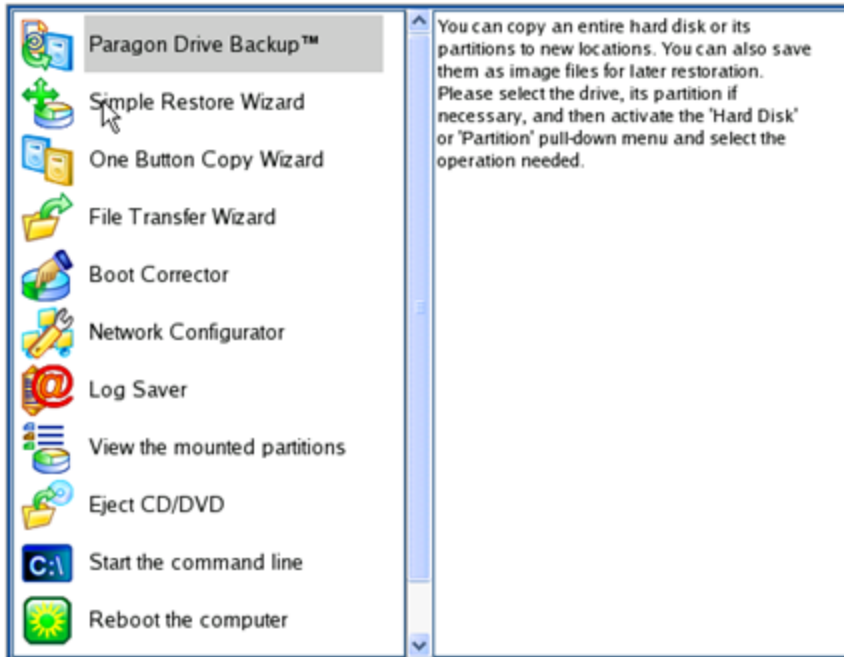 Paragon Drive Backup™
Simple Restore Wizard
One Button Copy Wizard
File Transfer Wizard
Boot Corrector
Network Configurator
@
Log Saver
View the mounted partitions
Eject CD/DVD
C:\
Start the command line
Reboot the computer
You can copy an entire hard disk or its
partitions to new locations. You can also save
them as image files for later restoration.
Please select the drive, its partition if
necessary, and then activate the 'Hard Disk'
or 'Partition' pull-down menu and select the
operation needed.